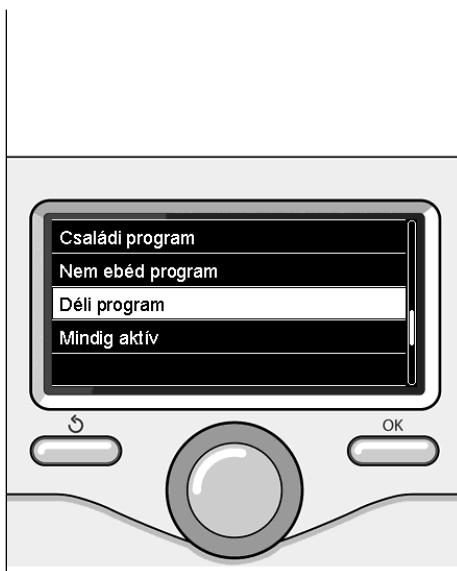 Családi program
Nem ebéd program
Déli program
Mindig aktív
OK